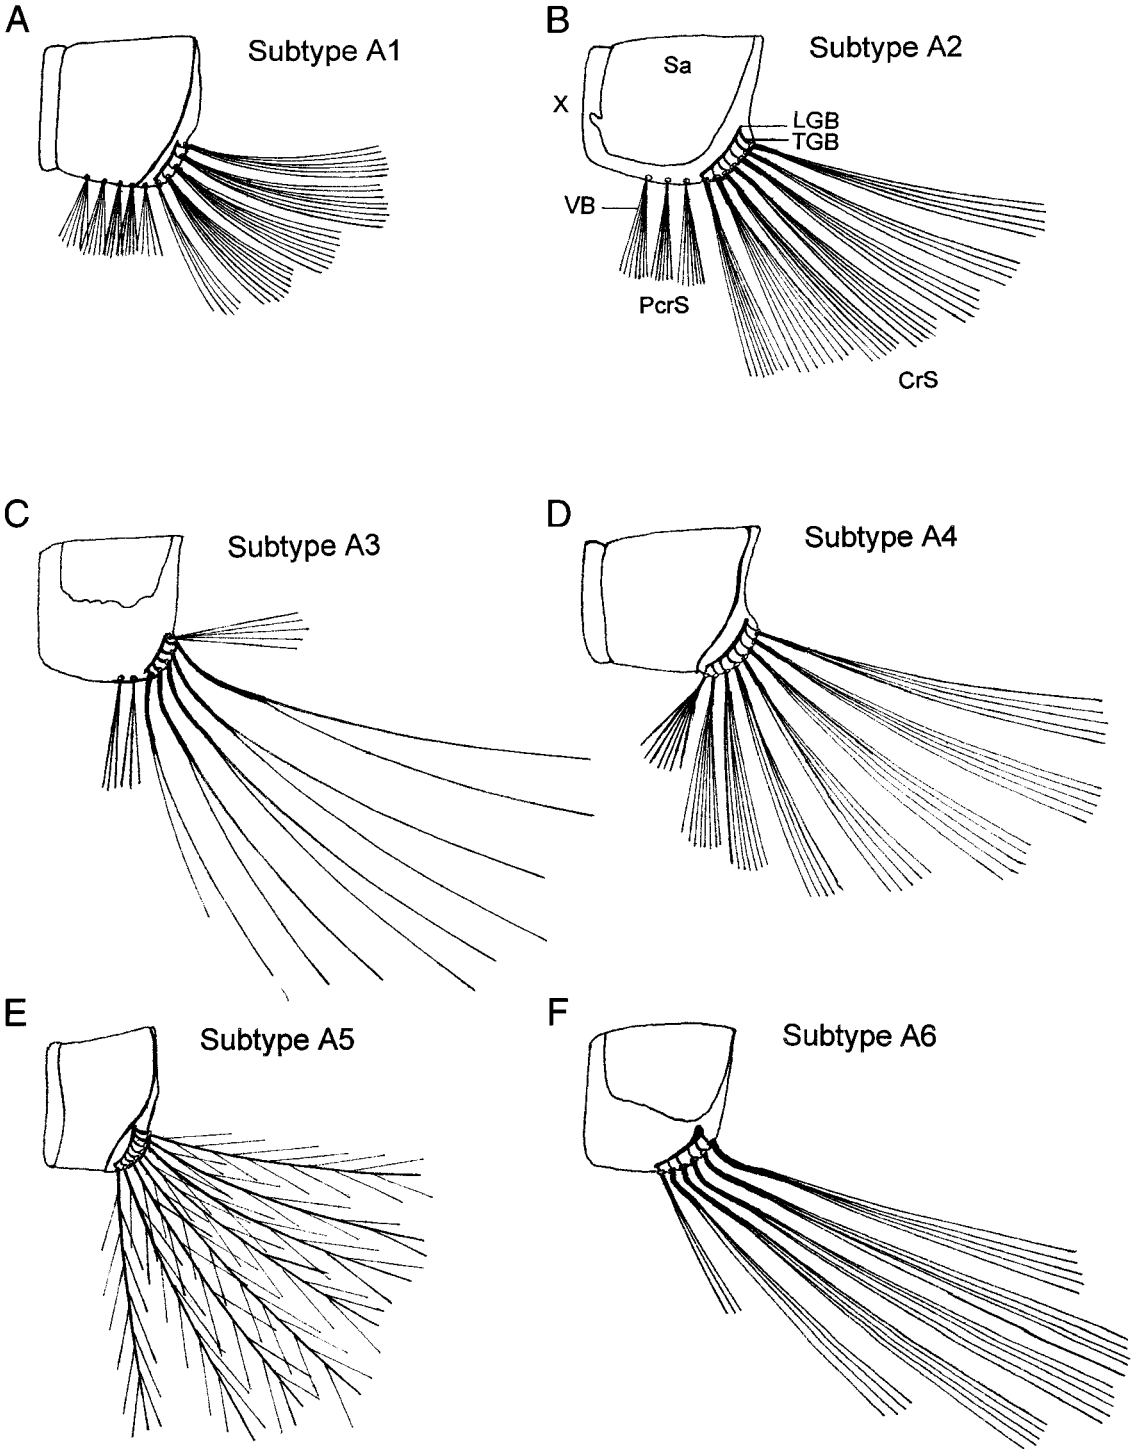 A
Subtype A1
B
Subtype A2
Sa
X
LGB
TGB
VB
PcrS
CrS
C
Subtype A3
D
Subtype A4
E
Subtype A5
F
Subtype A6